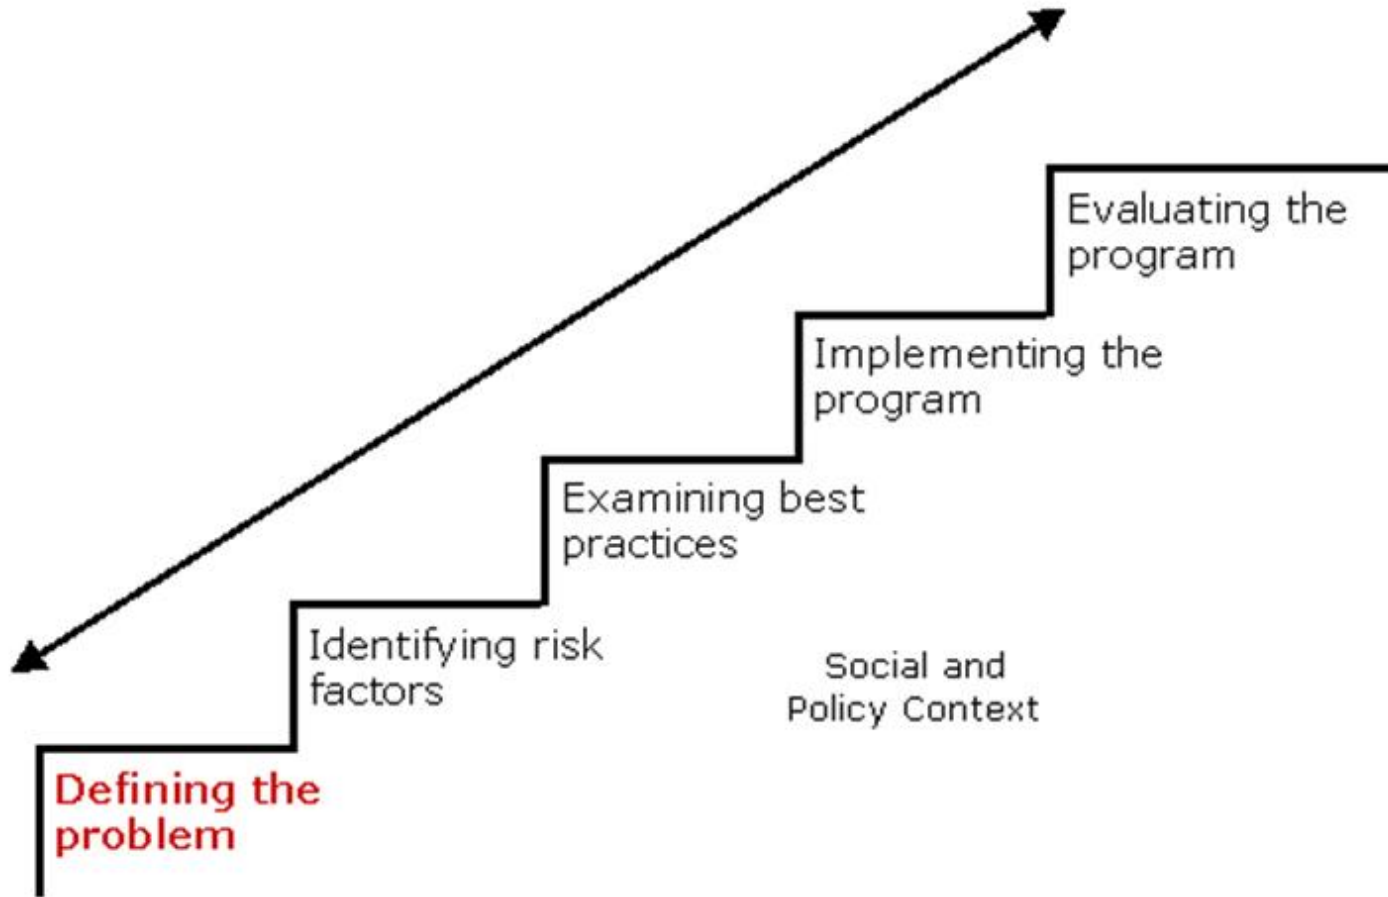 Evaluating the
program
Implementing the
program
Examining best
practices
Identifying risk
factors
Social and
Policy Context
Defining the
problem